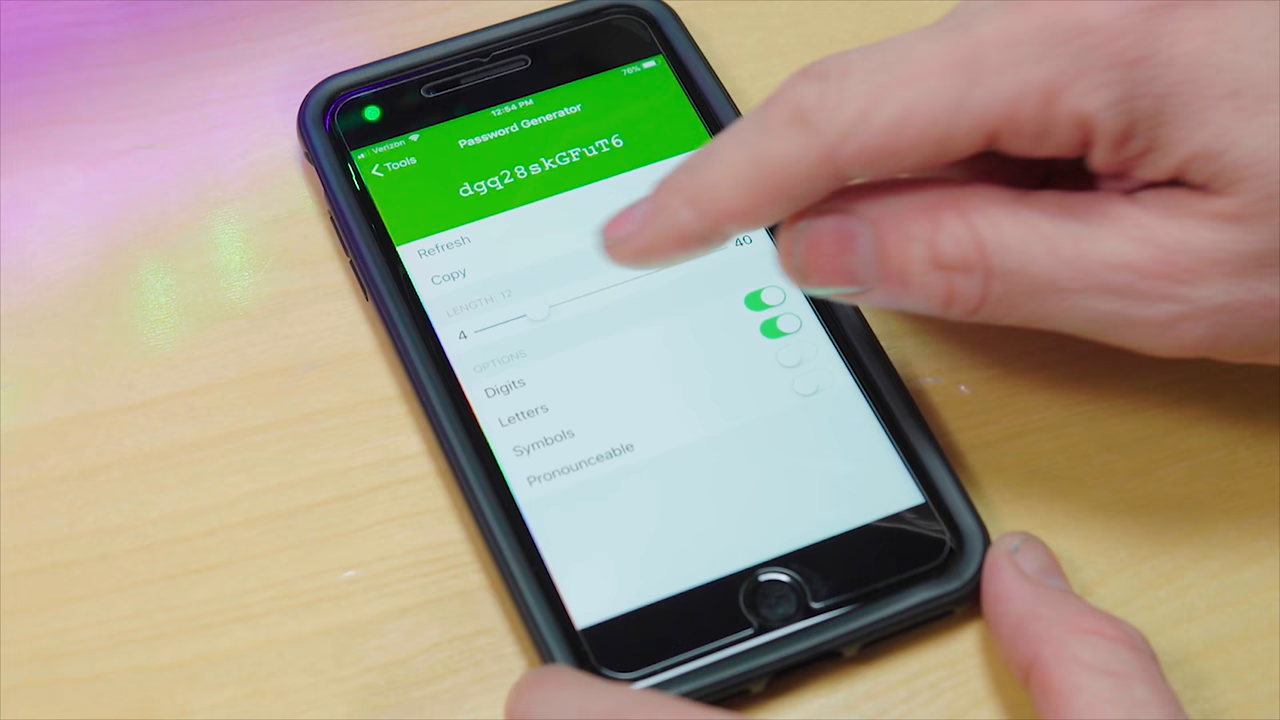 Verizon 12:54 PM 76%
Tools Password Generator
dgq28skGFuT6
Refresh
Copy
LENGTH: 12
4 40
OPTIONS
Digits
Letters
Symbols
Pronounceable